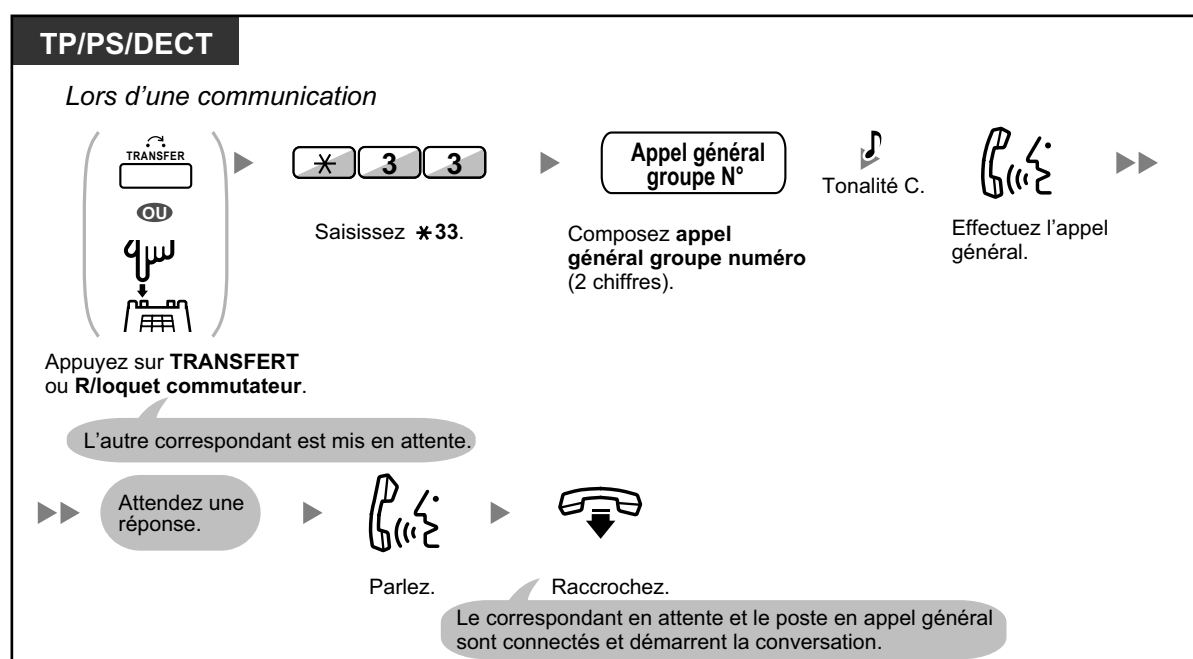 TP/PS/DECT
Lors d'une communication
TRANSFER
OU
Appuyez sur TRANSFERT
ou R/loquet commutateur.
L'autre correspondant est mis en attente.
* 3 3
Saisissez *33.
Appel général
groupe N°
Composez appel
général groupe numéro
(2 chiffres).
Tonalité C.
Effectuez l'appel
général.
Attendez une
réponse.
Parlez.
Raccrochez.
Le correspondant en attente et le poste en appel général
sont connectés et démarrent la conversation.